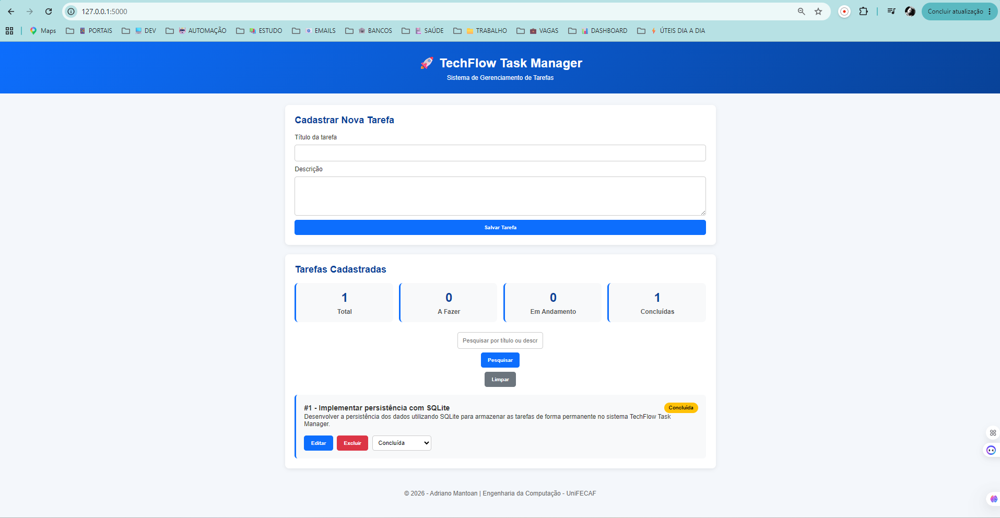 127.0.0.1:5000
Concluir atualização
Maps
PORTAIS
DEV
AUTOMAÇÃO
ESTUDO
EMAILS
BANCOS
SAÚDE
TRABALHO
VAGAS
DASHBOARD
ÚTEIS DIA A DIA
TechFlow Task Manager
Sistema de Gerenciamento de Tarefas
Cadastrar Nova Tarefa
Título da tarefa
Descrição
Salvar Tarefa
Tarefas Cadastradas
1
Total
0
A Fazer
0
Em Andamento
1
Concluídas
Pesquisar por título ou descr
Pesquisar
Limpar
#1 - Implementar persistência com SQLite
Concluída
Desenvolver a persistência dos dados utilizando SQLite para armazenar as tarefas de forma permanente no sistema TechFlow Task
Manager.
Editar
Excluir
Concluída
© 2026 - Adriano Mantoan | Engenharia da Computação - UniFECAF